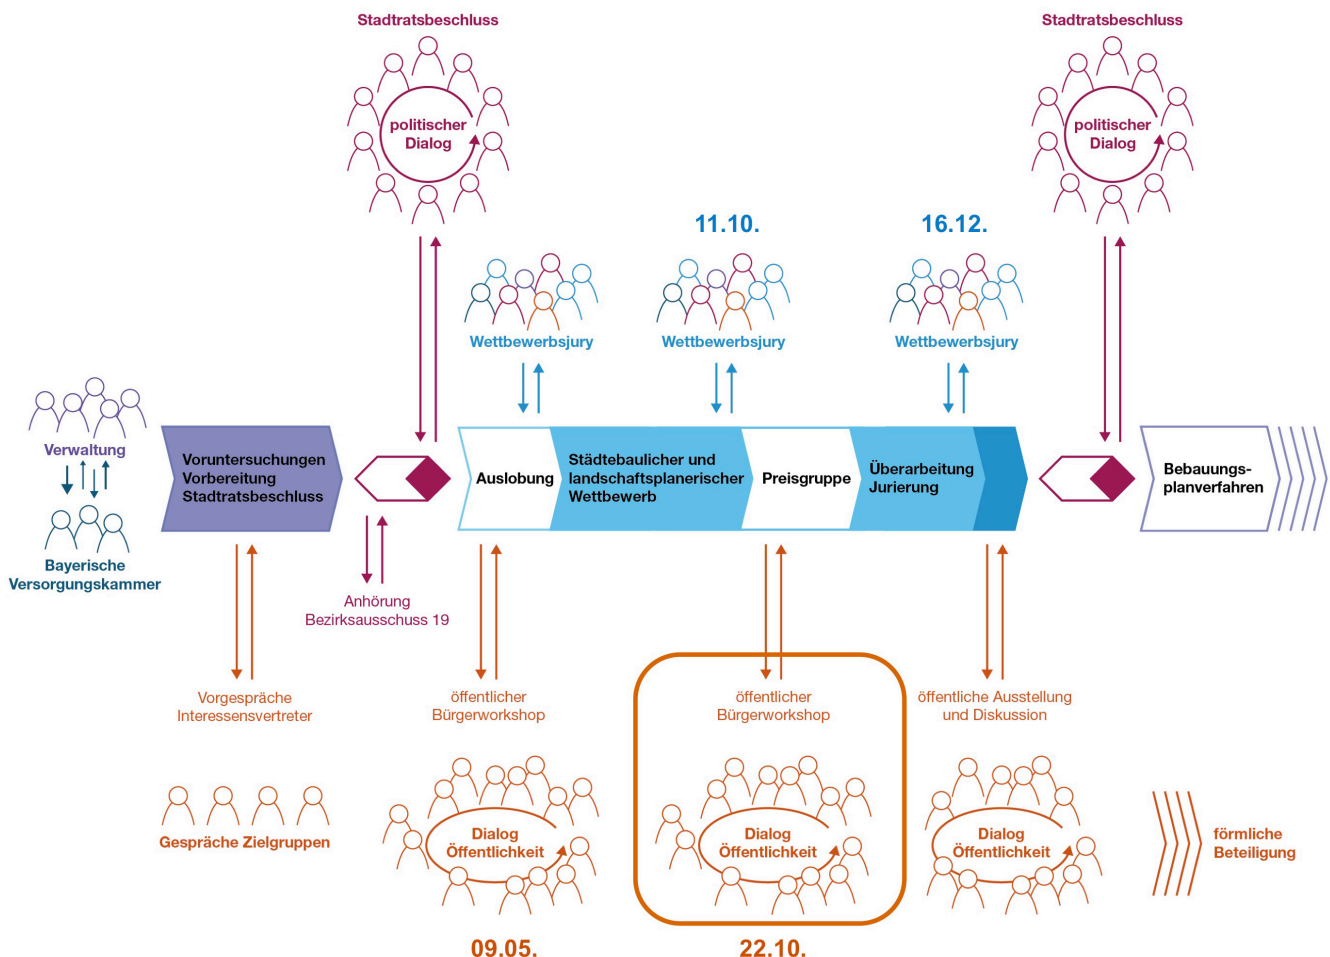 Stadtratsbeschluss
politischer
Dialog
Stadtratsbeschluss
politischer
Dialog
11.10.
16.12.
Wettbewerbsjury
Wettbewerbsjury
Wettbewerbsjury
Verwaltung
Bayerische
Versorgungskammer
Voruntersuchungen
Vorbereitung
Stadtratsbeschluss
Auslobung
Städtebaulicher und
landschaftsplanerischer
Wettbewerb
Preisgruppe
Überarbeitung
Jurierung
Bebauungs-
planverfahren
Anhörung
Bezirksausschuss 19
Vorgespräche
Interessensvertreter
öffentlicher
Bürgerworkshop
öffentlicher
Bürgerworkshop
öffentliche Ausstellung
und Diskussion
Gespräche Zielgruppen
Dialog
Öffentlichkeit
Dialog
Öffentlichkeit
Dialog
Öffentlichkeit
förmliche
Beteiligung
09.05.
22.10.